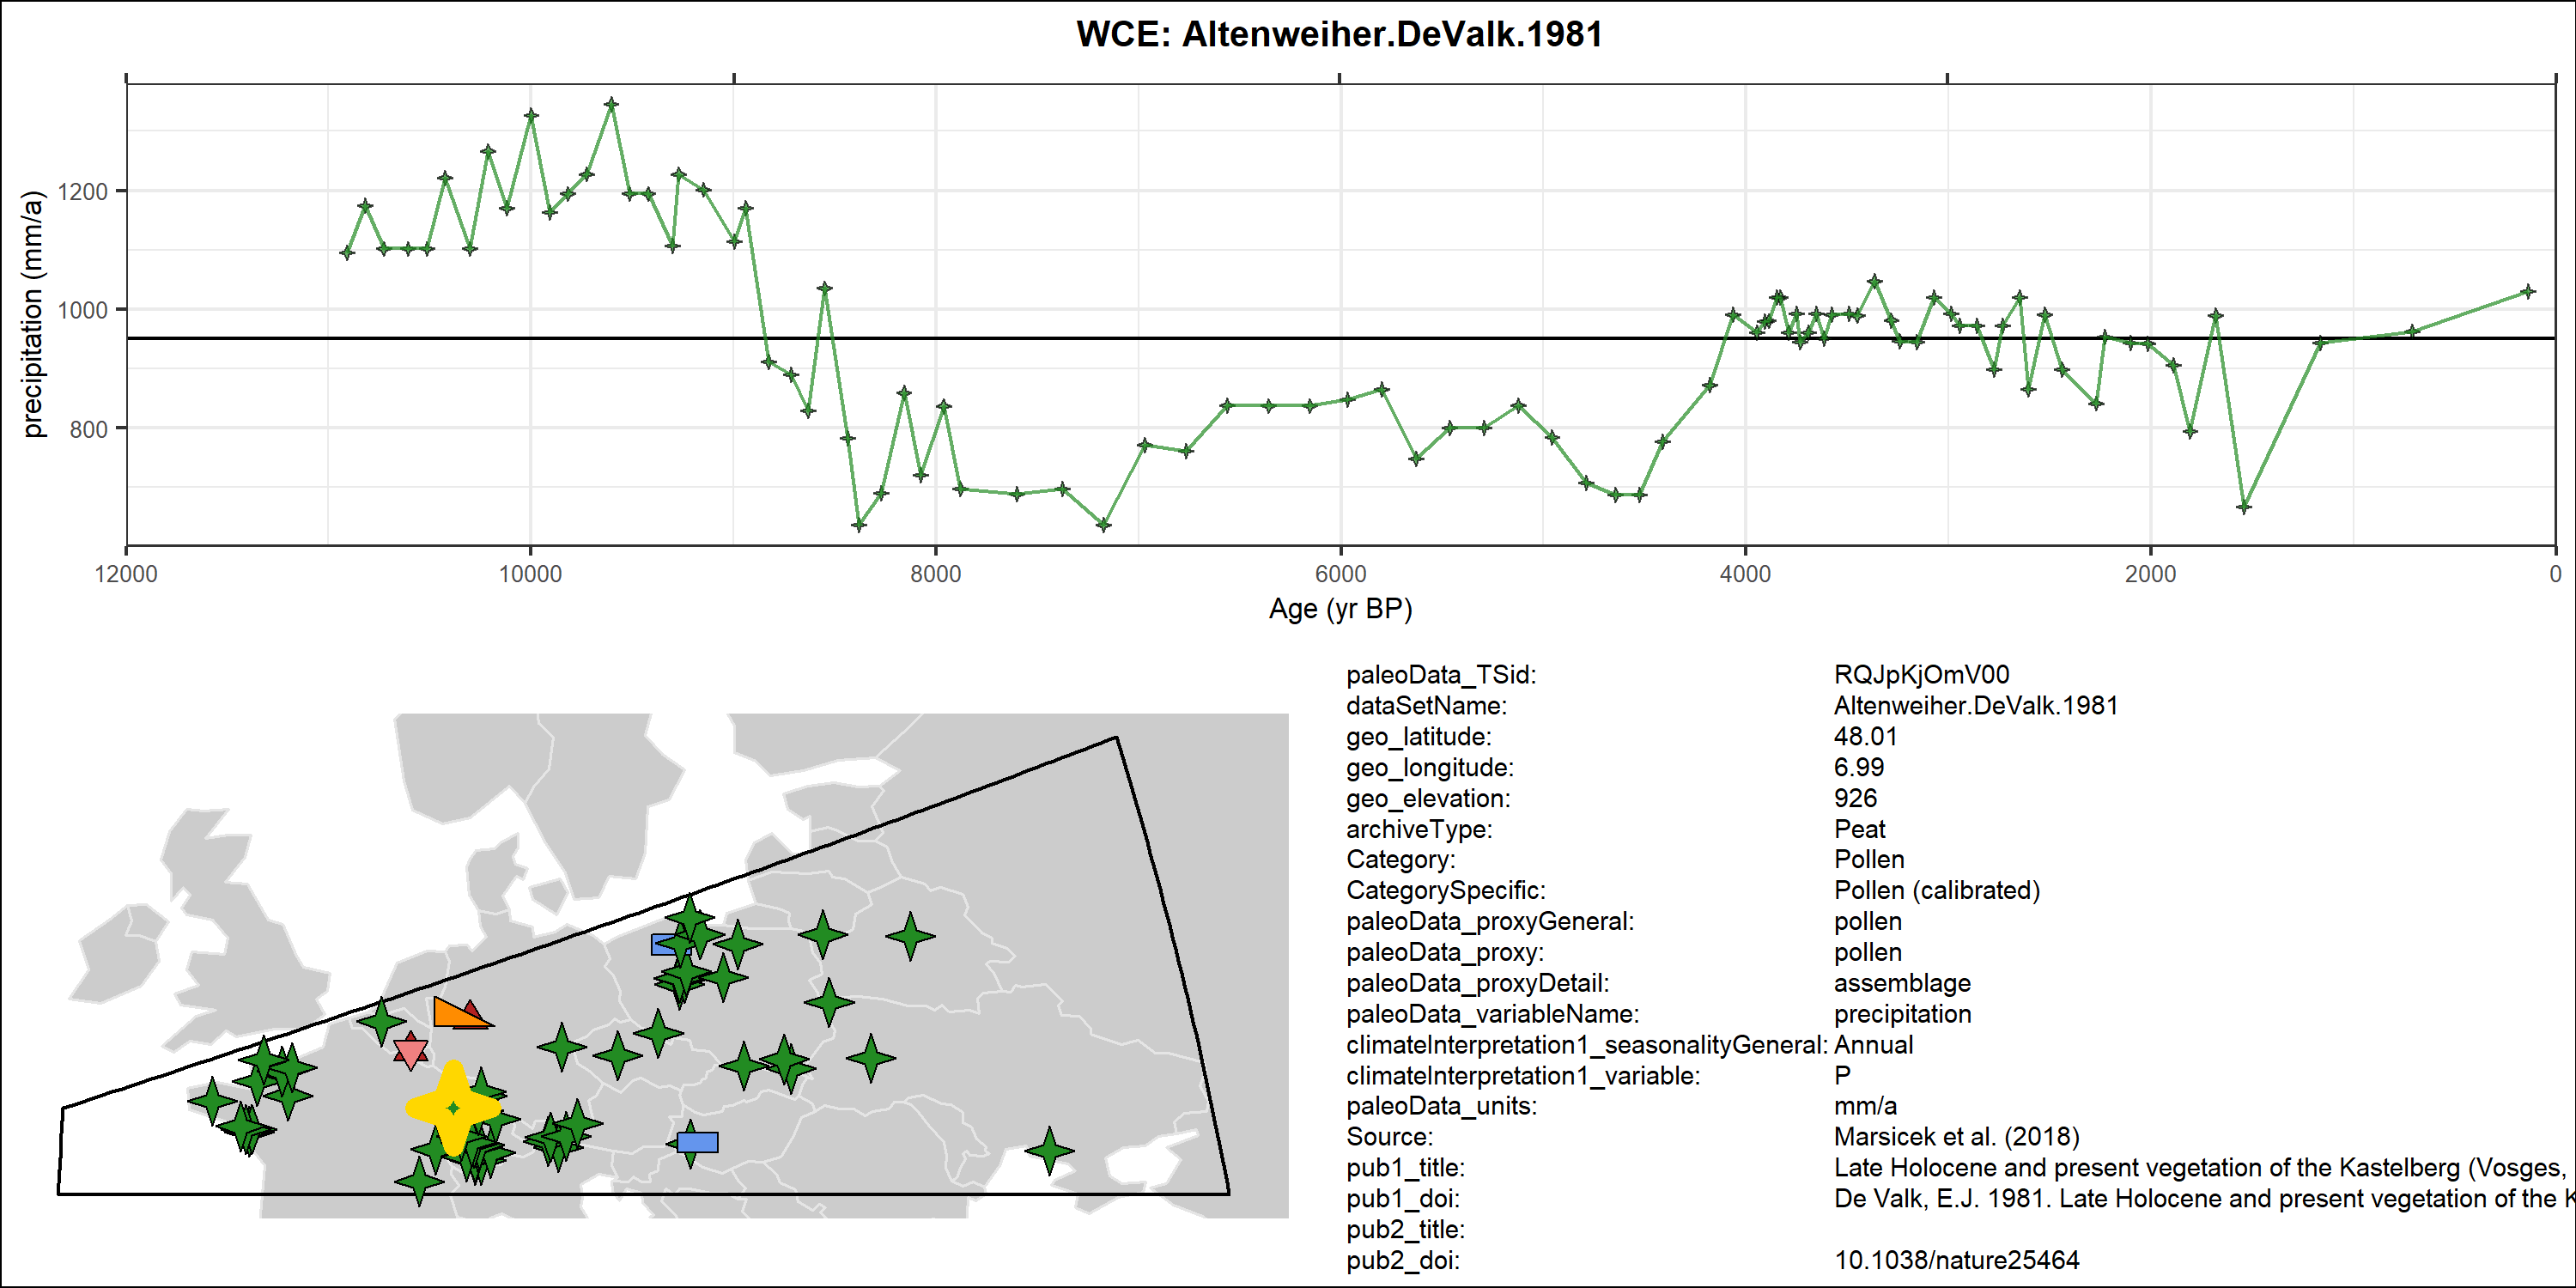 WCE: Altenweiher.DeValk.1981
precipitation (mm/a)
1200
1000
800
12000 10000 8000 6000 4000 2000 0
Age (yr BP)
paleoData_TSid: RQJpKjOmV00
dataSetName: Altenweiher.DeValk.1981
geo_latitude: 48.01
geo_longitude: 6.99
geo_elevation: 926
archiveType: Peat
Category: Pollen
CategorySpecific: Pollen (calibrated)
paleoData_proxyGeneral: pollen
paleoData_proxy: pollen
paleoData_proxyDetail: assemblage
paleoData_variableName: precipitation
climateInterpretation1_seasonalityGeneral: Annual
climateInterpretation1_variable: P
paleoData_units: mm/a
Source: Marsicek et al. (2018)
pub1_title: Late Holocene and present vegetation of the Kastelberg (Vosges,
pub1_doi: De Valk, E.J. 1981. Late Holocene and present vegetation of the K
pub2_title:
pub2_doi: 10.1038/nature25464